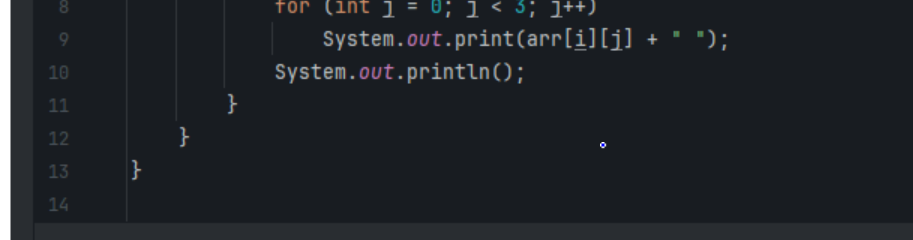 8 for (int j = 0; j < 3; j++)
9 System.out.print(arr[i][j] + " ");
10 System.out.println();
11 }
12 }
13 }
14